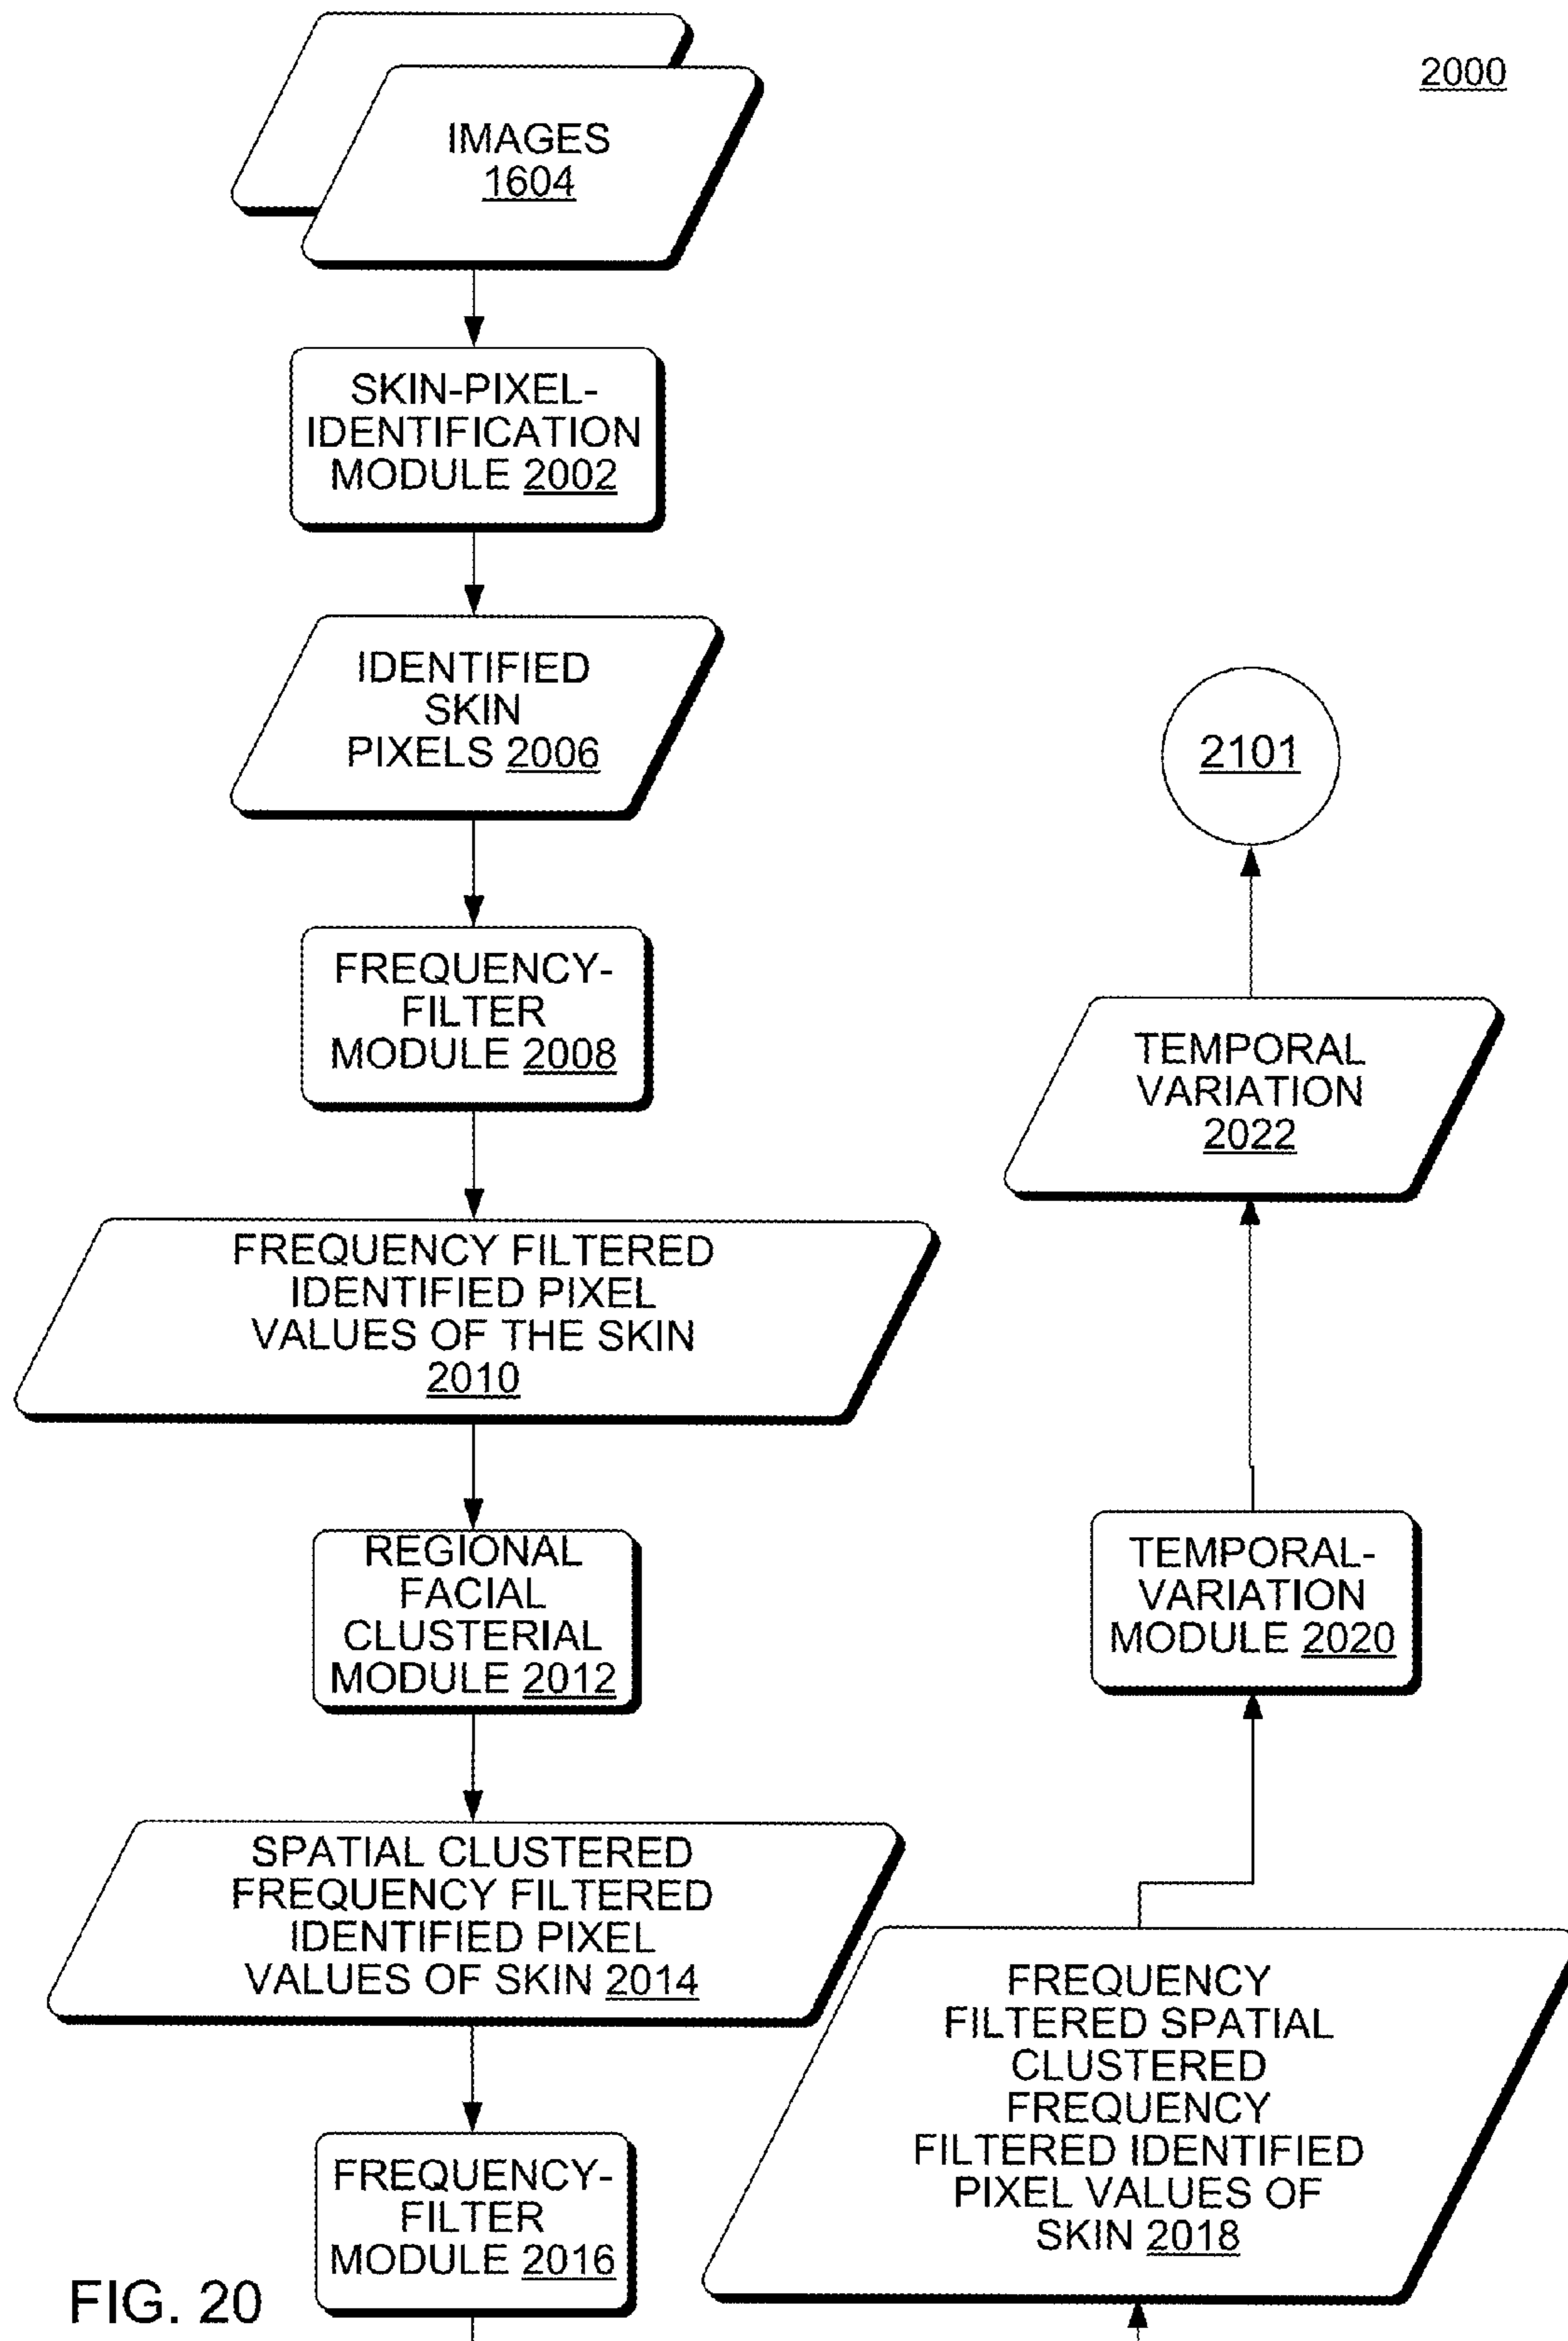 2000
IMAGES
1604
SKIN-PIXEL-
IDENTIFICATION
MODULE 2002
IDENTIFIED
SKIN
PIXELS 2006
FREQUENCY-
FILTER
MODULE 2008
FREQUENCY FILTERED
IDENTIFIED PIXEL
VALUES OF THE SKIN
2010
REGIONAL
FACIAL
CLUSTERIAL
MODULE 2012
SPATIAL CLUSTERED
FREQUENCY FILTERED
IDENTIFIED PIXEL
VALUES OF SKIN 2014
FREQUENCY-
FILTER
MODULE 2016
FREQUENCY
FILTERED SPATIAL
CLUSTERED
FREQUENCY
FILTERED IDENTIFIED
PIXEL VALUES OF
SKIN 2018
TEMPORAL-
VARIATION
MODULE 2020
TEMPORAL
VARIATION
2022
2101
FIG. 20